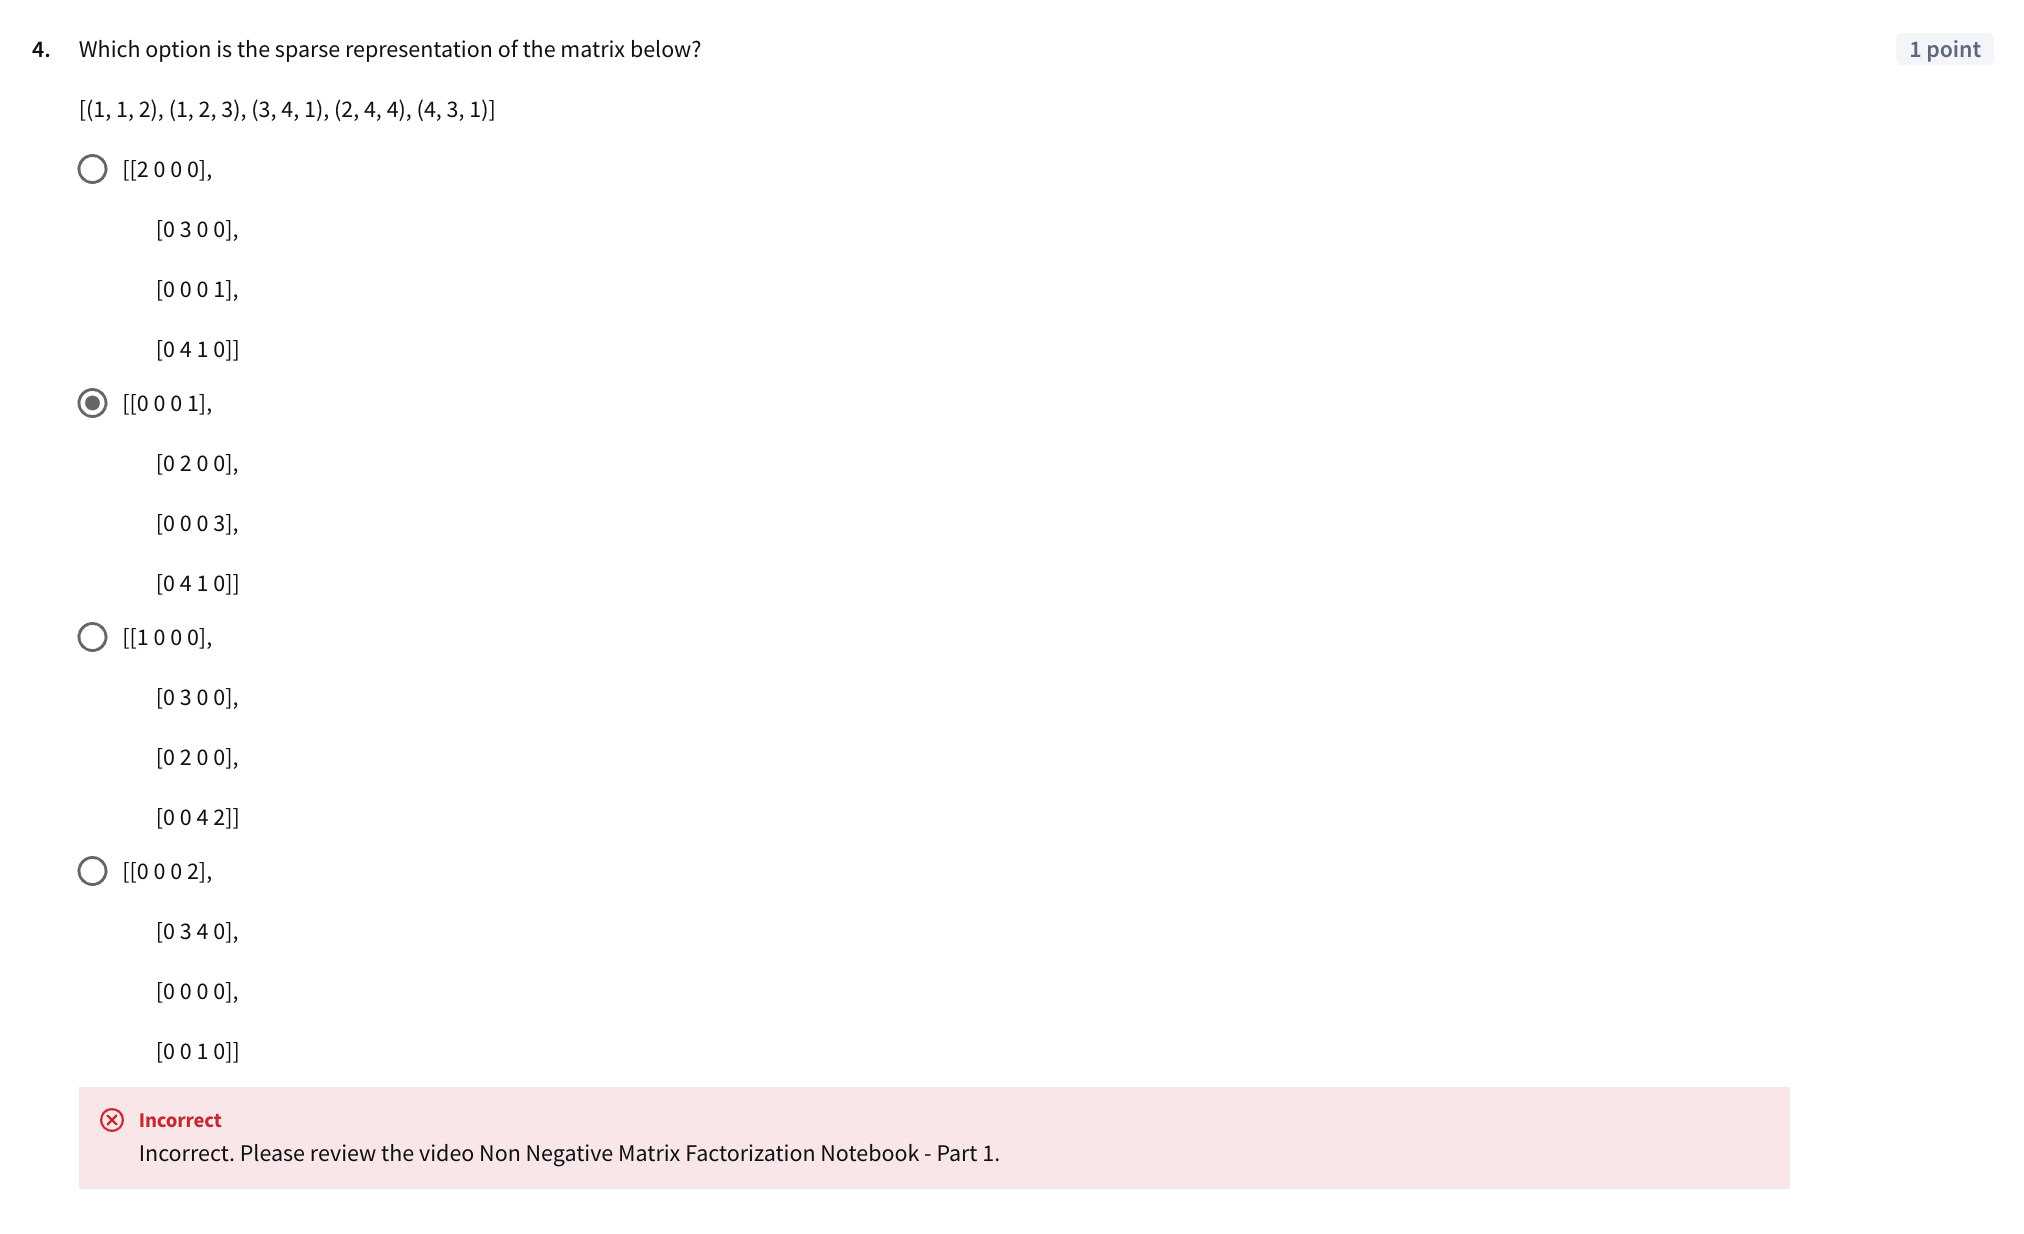 4. Which option is the sparse representation of the matrix below? 1 point
[(1, 1, 2), (1, 2, 3), (3, 4, 1), (2, 4, 4), (4, 3, 1)]
[[2 0 0 0],
[0 3 0 0],
[0 0 0 1],
[0 4 1 0]]
[[0 0 0 1],
[0 2 0 0],
[0 0 0 3],
[0 4 1 0]]
[[1 0 0 0],
[0 3 0 0],
[0 2 0 0],
[0 0 4 2]]
[[0 0 0 2],
[0 3 4 0],
[0 0 0 0],
[0 0 1 0]]
Incorrect
Incorrect. Please review the video Non Negative Matrix Factorization Notebook - Part 1.